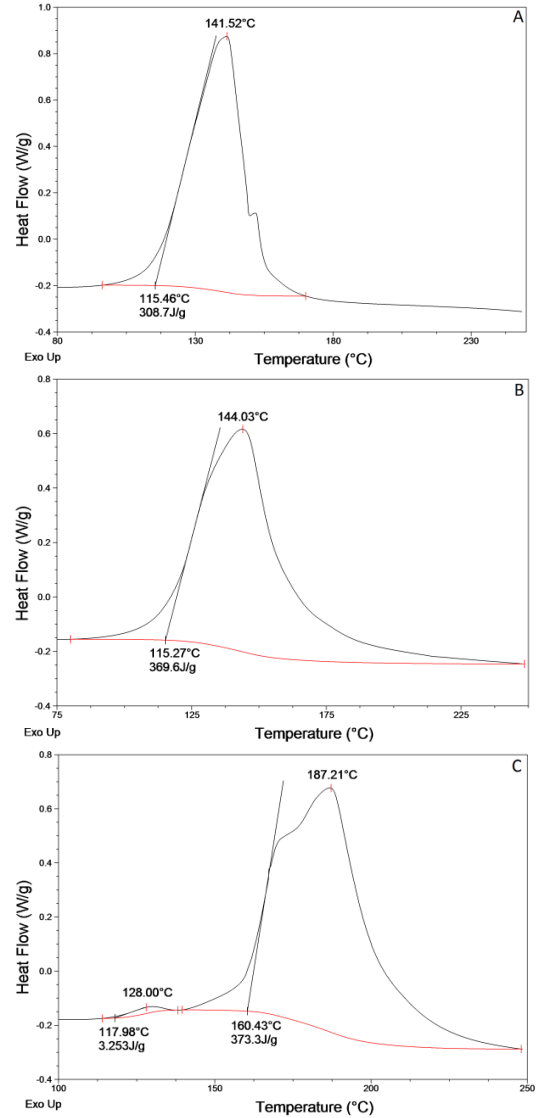 A
141.52°C
1.0
0.8
0.6
0.4
0.2
0.0
-0.2
-0.4
Heat Flow (W/g)
115.46°C
308.7J/g
80
130
180
230
Exo Up
Temperature (°C)
B
144.03°C
0.8
0.6
0.4
0.2
0.0
-0.2
-0.4
Heat Flow (W/g)
115.27°C
369.6J/g
75
125
175
225
Exo Up
Temperature (°C)
C
187.21°C
0.8
0.6
0.4
0.2
0.0
-0.2
-0.4
Heat Flow (W/g)
128.00°C
117.98°C
3.253J/g
160.43°C
373.3J/g
100
150
200
250
Exo Up
Temperature (°C)